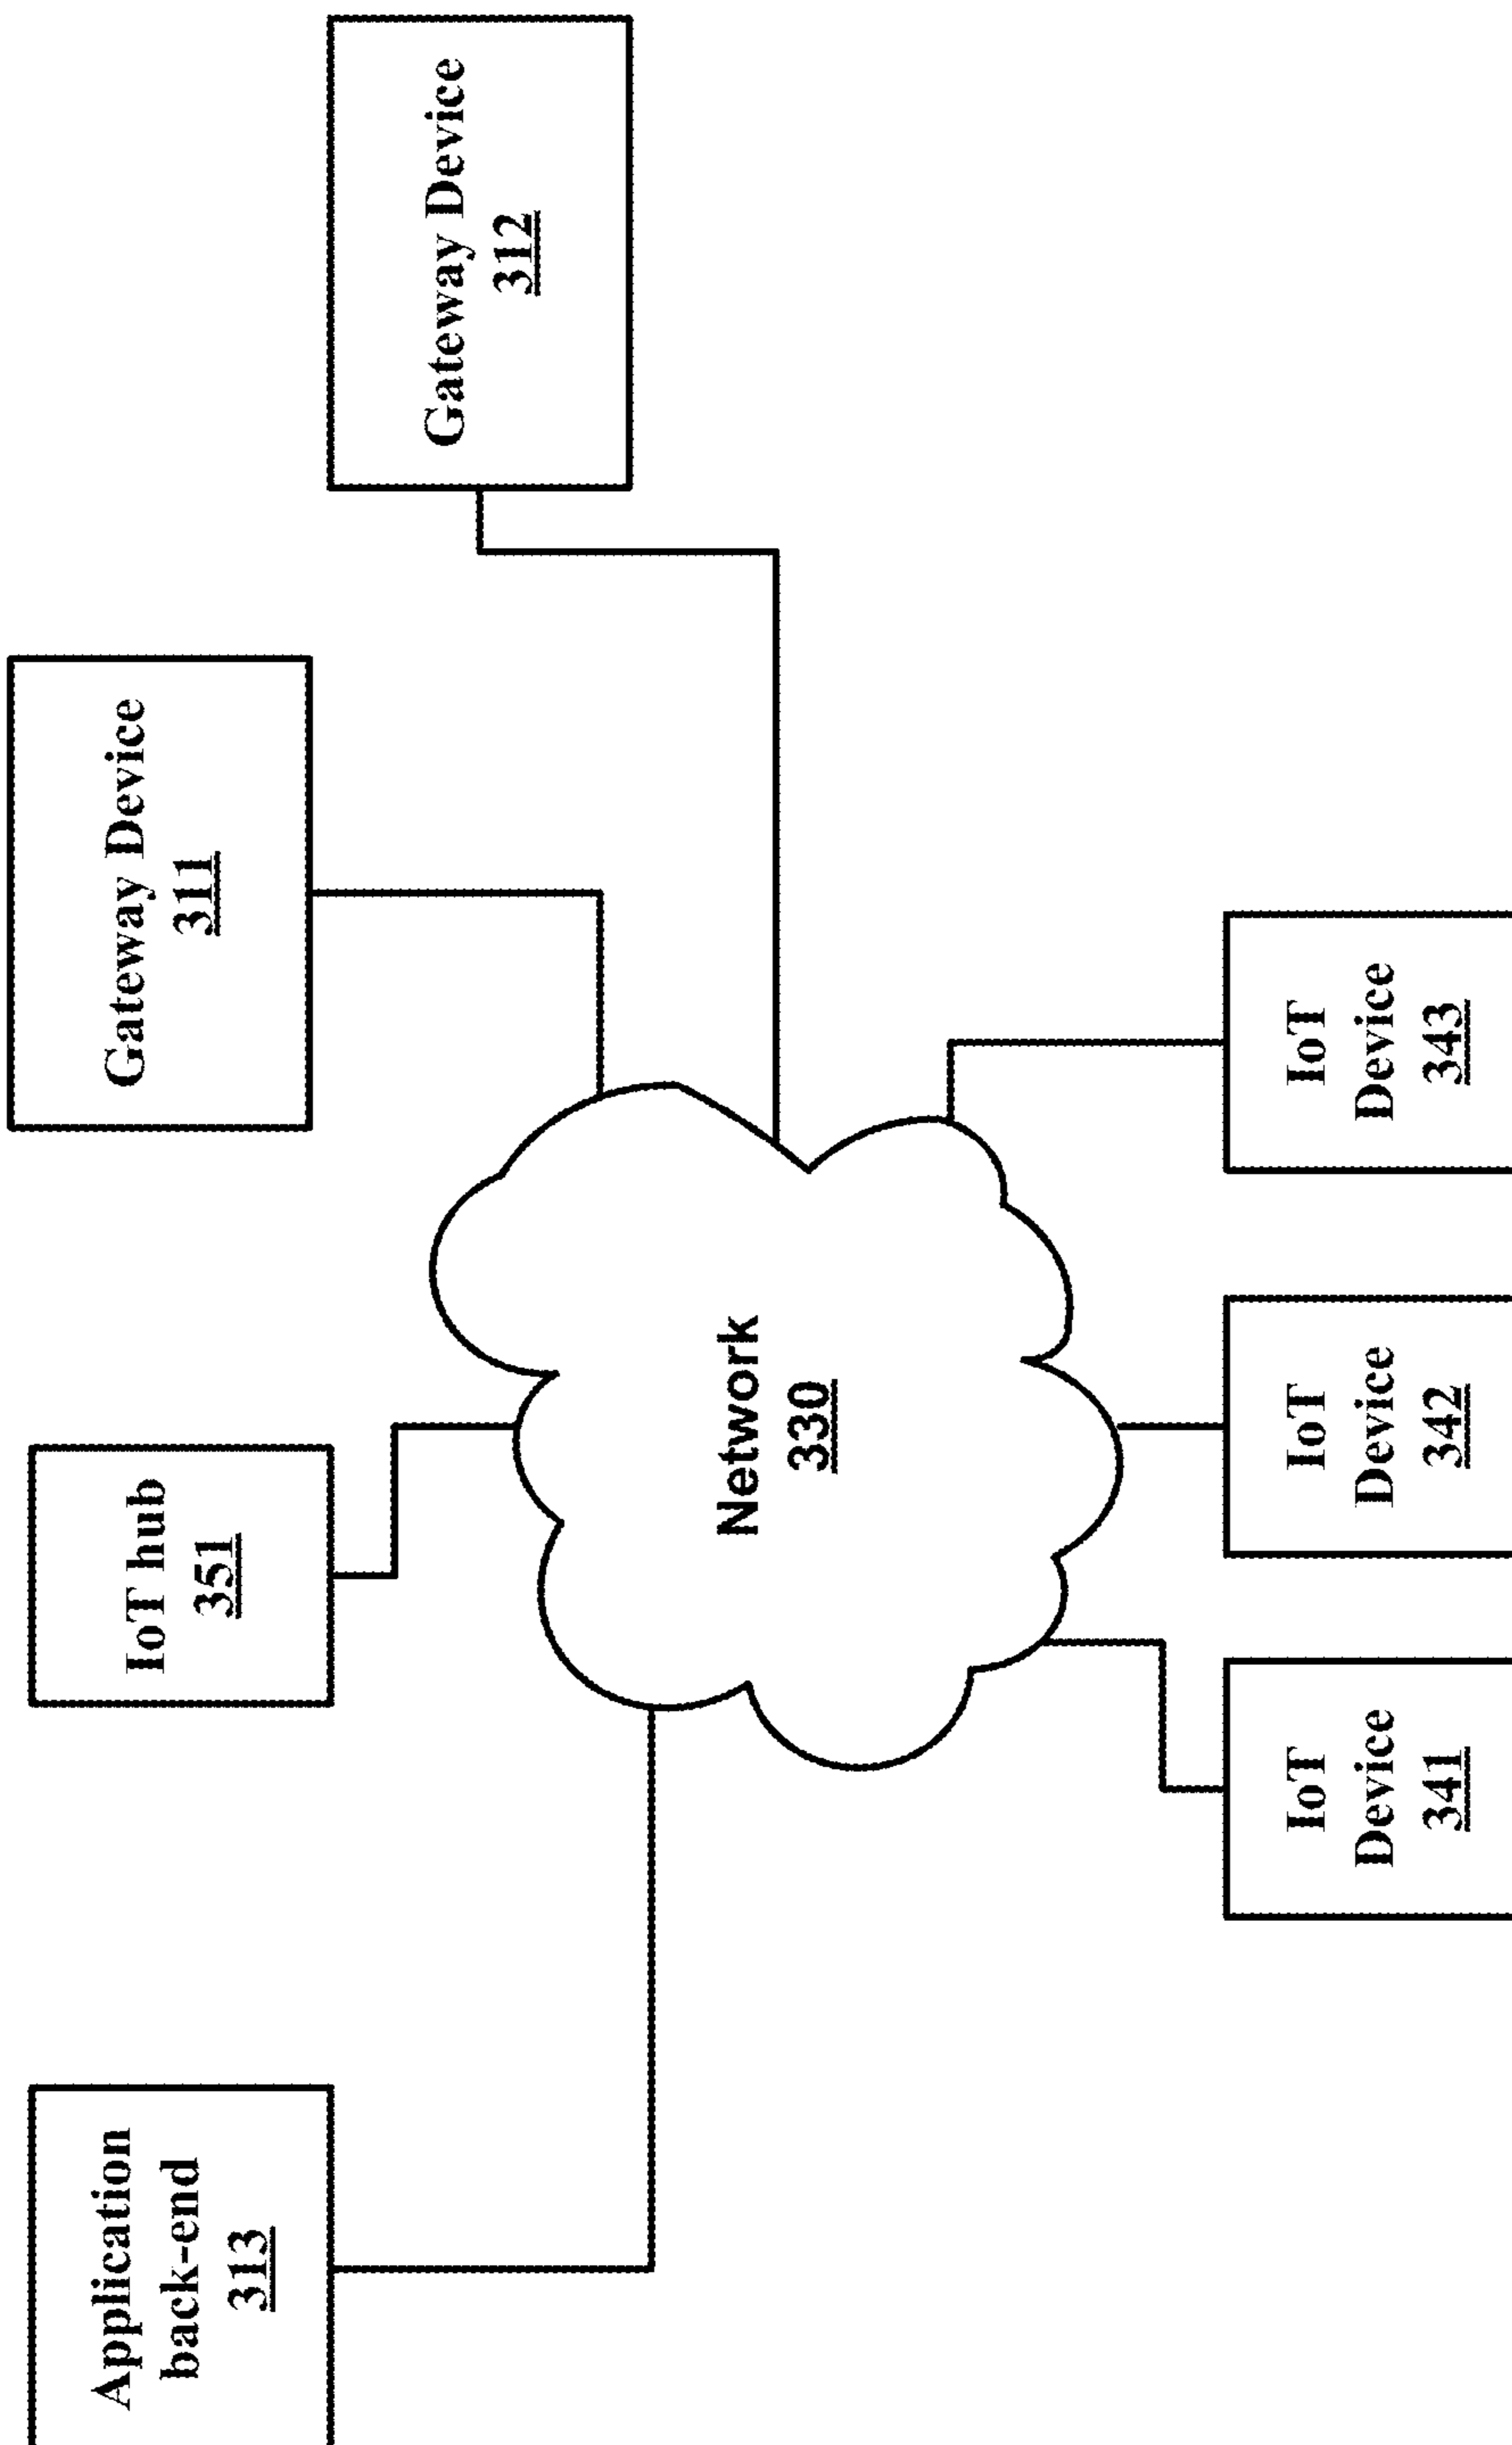 Application
back-end
313
IoT hub
351
Gateway Device
311
Gateway Device
312
Network
330
IoT
Device
341
IoT
Device
342
IoT
Device
343